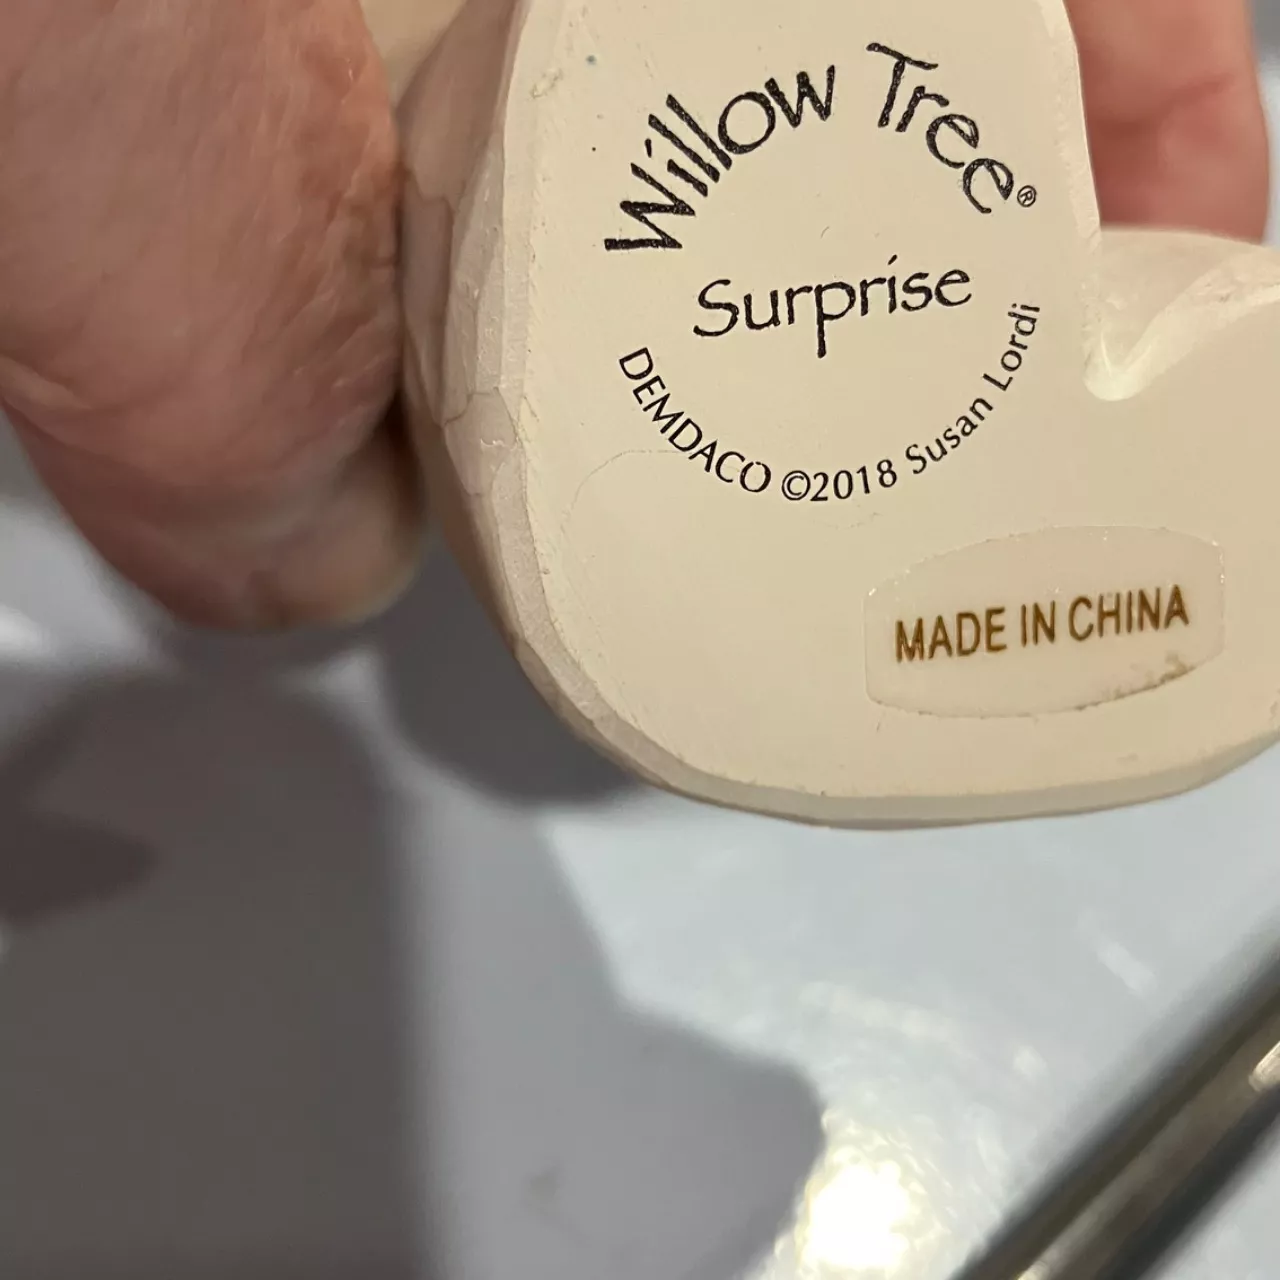 Willow Tree®
Surprise
DEMDACO ©2018 Susan Lordi
MADE IN CHINA